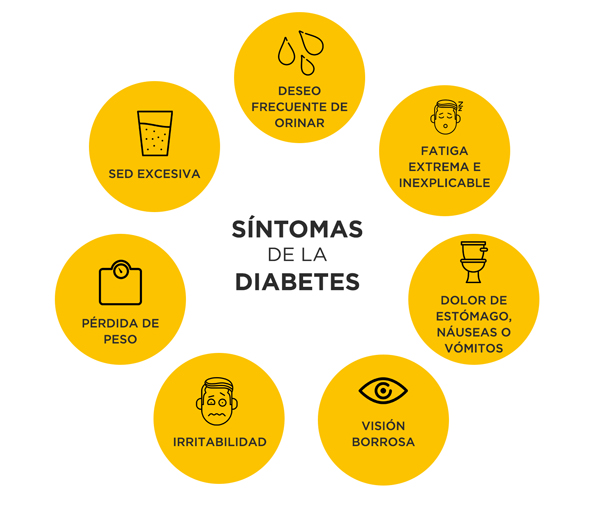 SÍNTOMAS
DE LA
DIABETES
DESEO
FRECUENTE DE
ORINAR
FATIGA
EXTREMA E
INEXPLICABLE
DOLOR DE
ESTÓMAGO,
NÁUSEAS O
VÓMITOS
VISIÓN
BORROSA
IRRITABILIDAD
PÉRDIDA DE
PESO
SED EXCESIVA